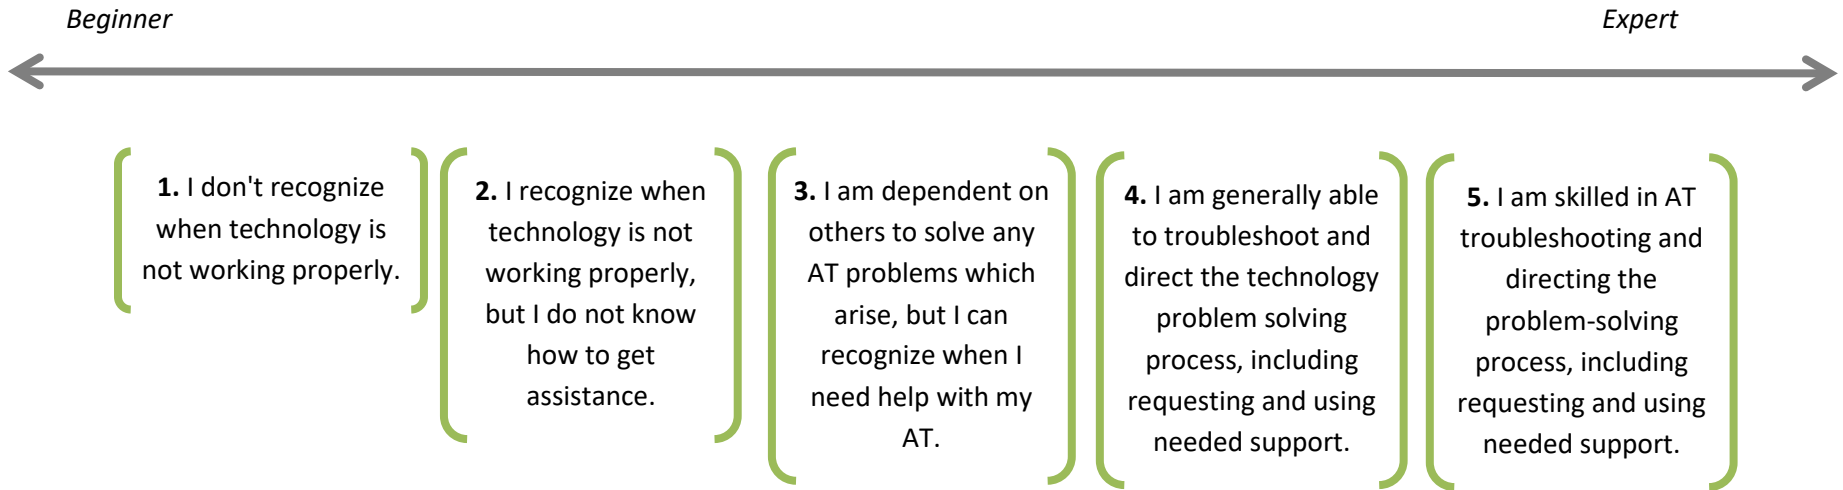 Beginner
Expert
1. I don't recognize
when technology is
not working properly.
2. I recognize when
technology is not
working properly,
but I do not know
how to get
assistance.
3. I am dependent on
others to solve any
AT problems which
arise, but I can
recognize when I
need help with my
AT.
4. I am generally able
to troubleshoot and
direct the technology
problem solving
process, including
requesting and using
needed support.
5. I am skilled in AT
troubleshooting and
directing the
problem-solving
process, including
requesting and using
needed support.